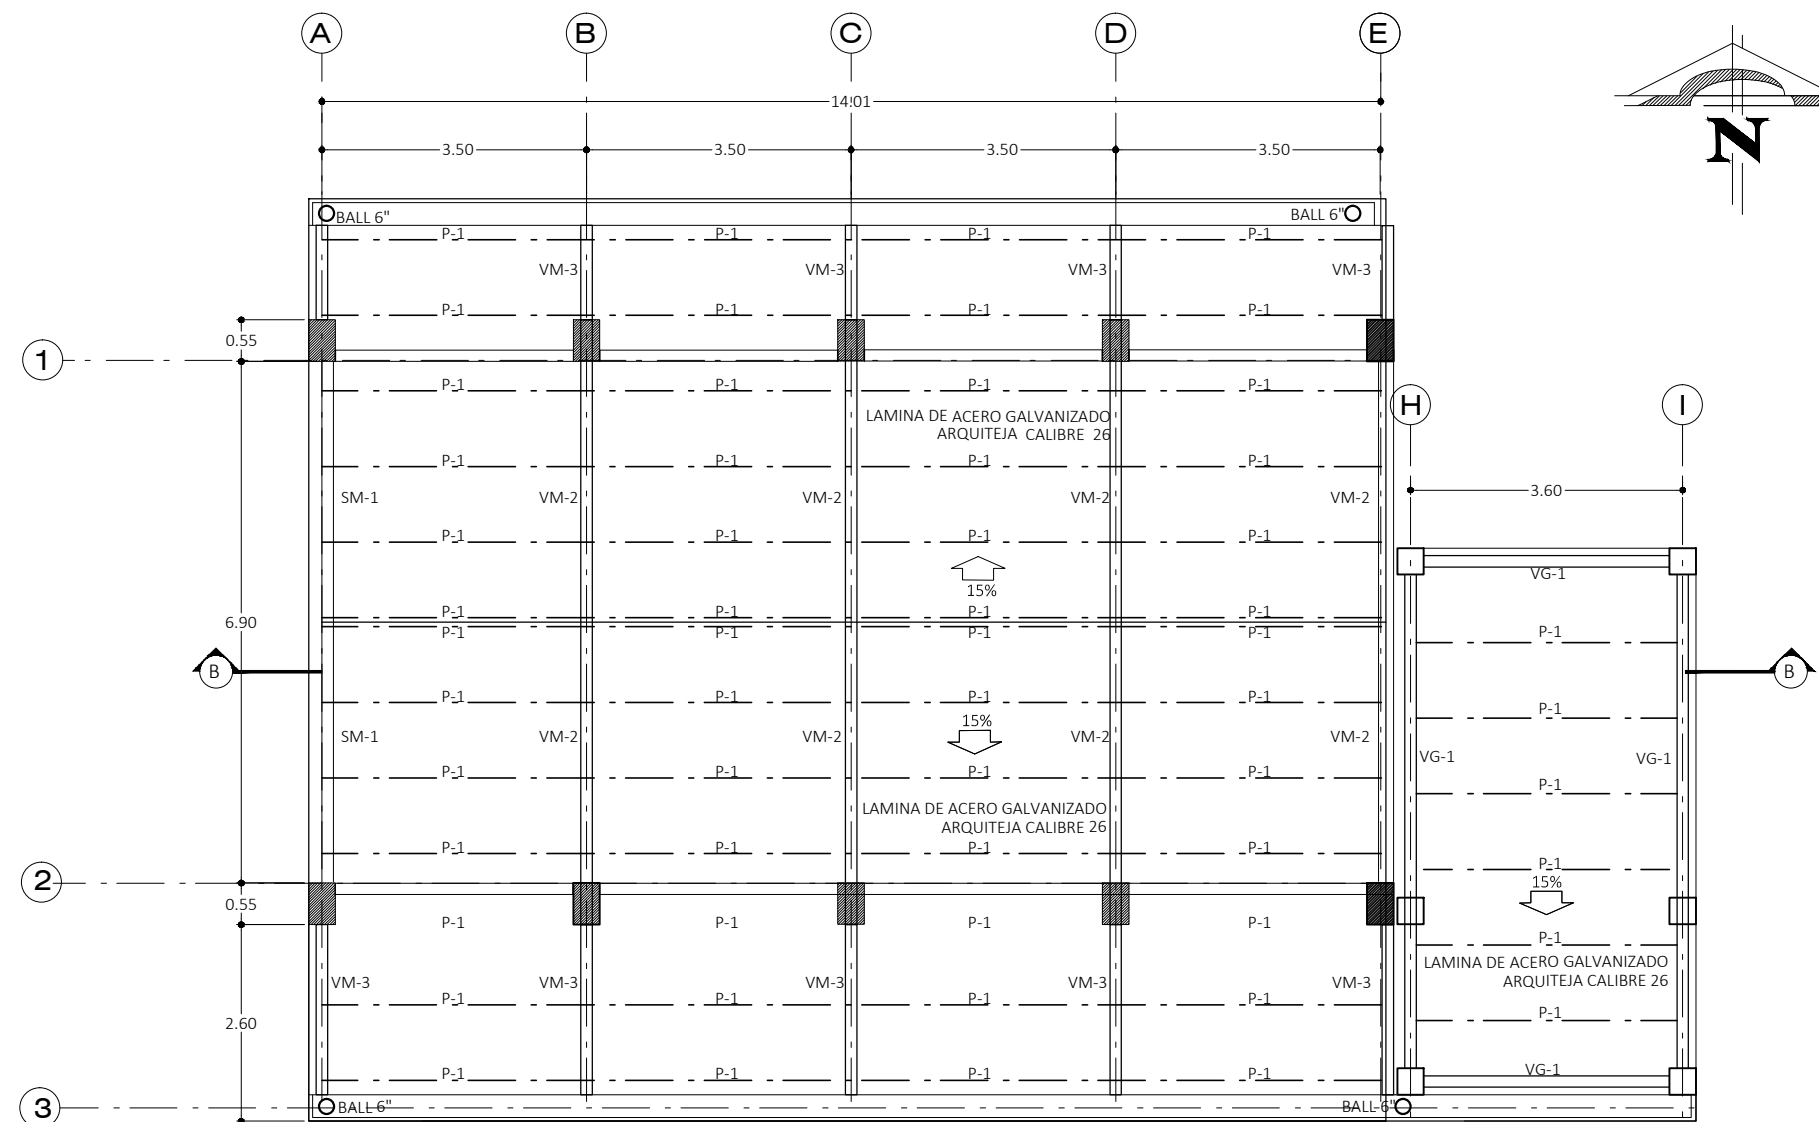 A B C D E
14.01
N
3.50 3.50 3.50 3.50
BALL 6" BALL 6"
P-1 P-1 P-1 P-1
VM-3 VM-3 VM-3 VM-3
P-1 P-1 P-1 P-1
0.55
1
P-1 P-1 P-1 P-1
H I
LAMINA DE ACERO GALVANIZADO
ARQUITEJA CALIBRE 26
P-1 P-1 P-1 P-1
SM-1 VM-2 VM-2 VM-2 VM-2
3.60
P-1 P-1 P-1 P-1
VG-1
15%
P-1 P-1 P-1 P-1
6.90
P-1 P-1 P-1 P-1
P-1
B B
P-1 P-1 P-1 P-1
P-1
15%
SM-1 VM-2 VM-2 VM-2 VM-2
VG-1 VG-1
P-1 P-1 P-1 P-1
P-1
LAMINA DE ACERO GALVANIZADO
ARQUITEJA CALIBRE 26
P-1 P-1 P-1 P-1
P-1
2
15%
0.55
P-1 P-1 P-1 P-1
P-1
LAMINA DE ACERO GALVANIZADO
ARQUITEJA CALIBRE 26
VM-3 VM-3 VM-3 VM-3 VM-3
P-1 P-1 P-1 P-1
P-1
2.60
VG-1
P-1 P-1 P-1 P-1
3
BALL 6" BALL 6"